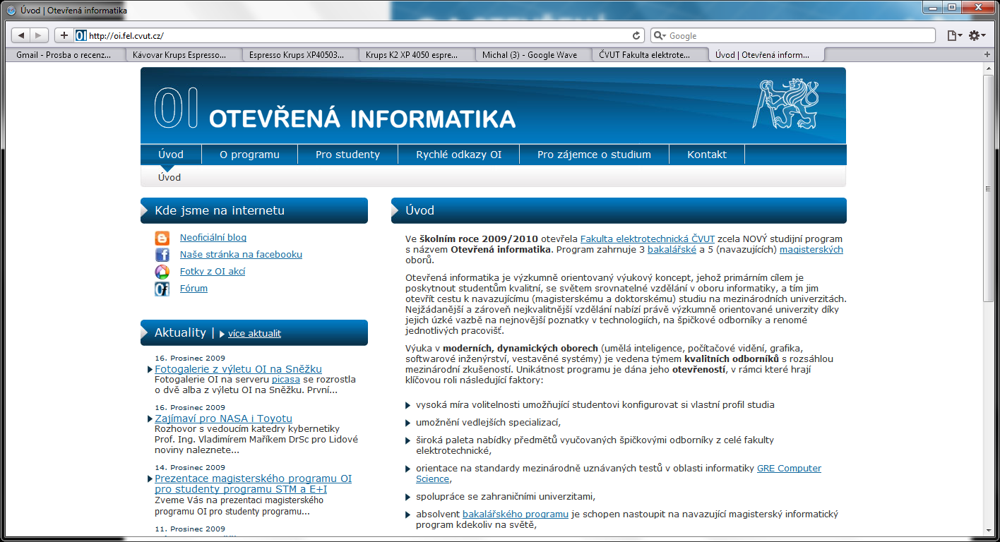 Úvod | Otevřená informatika
http://oi.fel.cvut.cz/
Google
Gmail - Prosba o recenz...
Kávovar Krups Espresso...
Espresso Krups XP40503...
Krups K2 XP 4050 espre...
Michal (3) - Google Wave
ČVUT Fakulta elektrote...
Úvod | Otevřená inform...
OI OTEVŘENÁ INFORMATIKA
Úvod
O programu
Pro studenty
Rychlé odkazy OI
Pro zájemce o studium
Kontakt
Úvod
Kde jsme na internetu
Neoficiální blog
Naše stránka na facebooku
Fotky z OI akcí
Fórum
Aktuality | více aktualit
16. Prosinec 2009
Fotogalerie z výletu OI na Sněžku
Fotogalerie OI na serveru picasa se rozrostla
o dvě alba z výletu OI na Sněžku. První...
16. Prosinec 2009
Zajímaví pro NASA i Toyotu
Rozhovor s vedoucím katedry kybernetiky
Prof. Ing. Vladimírem Maříkem DrSc pro Lidové
noviny naleznete...
14. Prosinec 2009
Prezentace magisterského programu OI
pro studenty programu STM a E+I
Zveme Vás na prezentaci magisterského
programu OI pro studenty programu...
11. Prosinec 2009
Úvod
Ve školním roce 2009/2010 otevřela Fakulta elektrotechnická ČVUT zcela NOVÝ studijní program
s názvem Otevřená informatika. Program zahrnuje 3 bakalářské a 5 (navazujících) magisterských
oborů.
Otevřená informatika je výzkumně orientovaný výukový koncept, jehož primárním cílem je
poskytnout studentům kvalitní, se světem srovnatelné vzdělání v oboru informatiky, a tím jim
otevřít cestu k navazujícímu (magisterskému a doktorskému) studiu na mezinárodních univerzitách.
Nejžádanější a zároveň nejkvalitnější vzdělání nabízí právě výzkumně orientované univerzity díky
jejich úzké vazbě na nejnovější poznatky v technologiích, na špičkové odborníky a renomé
jednotlivých pracovišť.
Výuka v moderních, dynamických oborech (umělá inteligence, počítačové vidění, grafika,
softwarové inženýrství, vestavěné systémy) je vedena týmem kvalitních odborníků s rozsáhlou
mezinárodní zkušeností. Unikátnost programu je dána jeho otevřeností, v rámci které hrají
klíčovou roli následující faktory:
vysoká míra volitelnosti umožňující studentovi konfigurovat si vlastní profil studia
umožnění vedlejších specializací,
široká paleta nabídky předmětů vyučovaných špičkovými odborníky z celé fakulty
elektrotechnické,
orientace na standardy mezinárodně uznávaných testů v oblasti informatiky GRE Computer
Science,
spolupráce se zahraničními univerzitami,
absolvent bakalářského programu je schopen nastoupit na navazující magisterský informatický
program kdekoliv na světě,